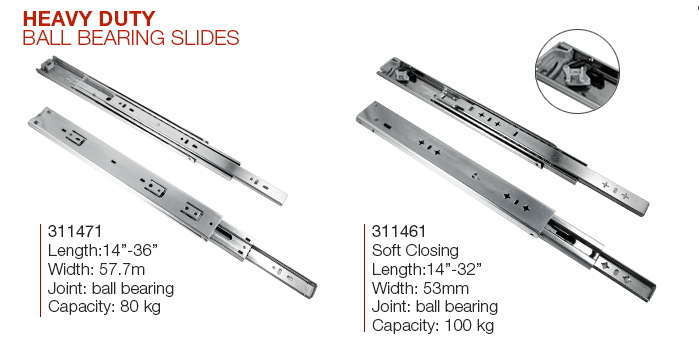 HEAVY DUTY
BALL BEARING SLIDES
311471
Length:14”-36”
Width: 57.7m
Joint: ball bearing
Capacity: 80 kg
311461
Soft Closing
Length:14”-32”
Width: 53mm
Joint: ball bearing
Capacity: 100 kg